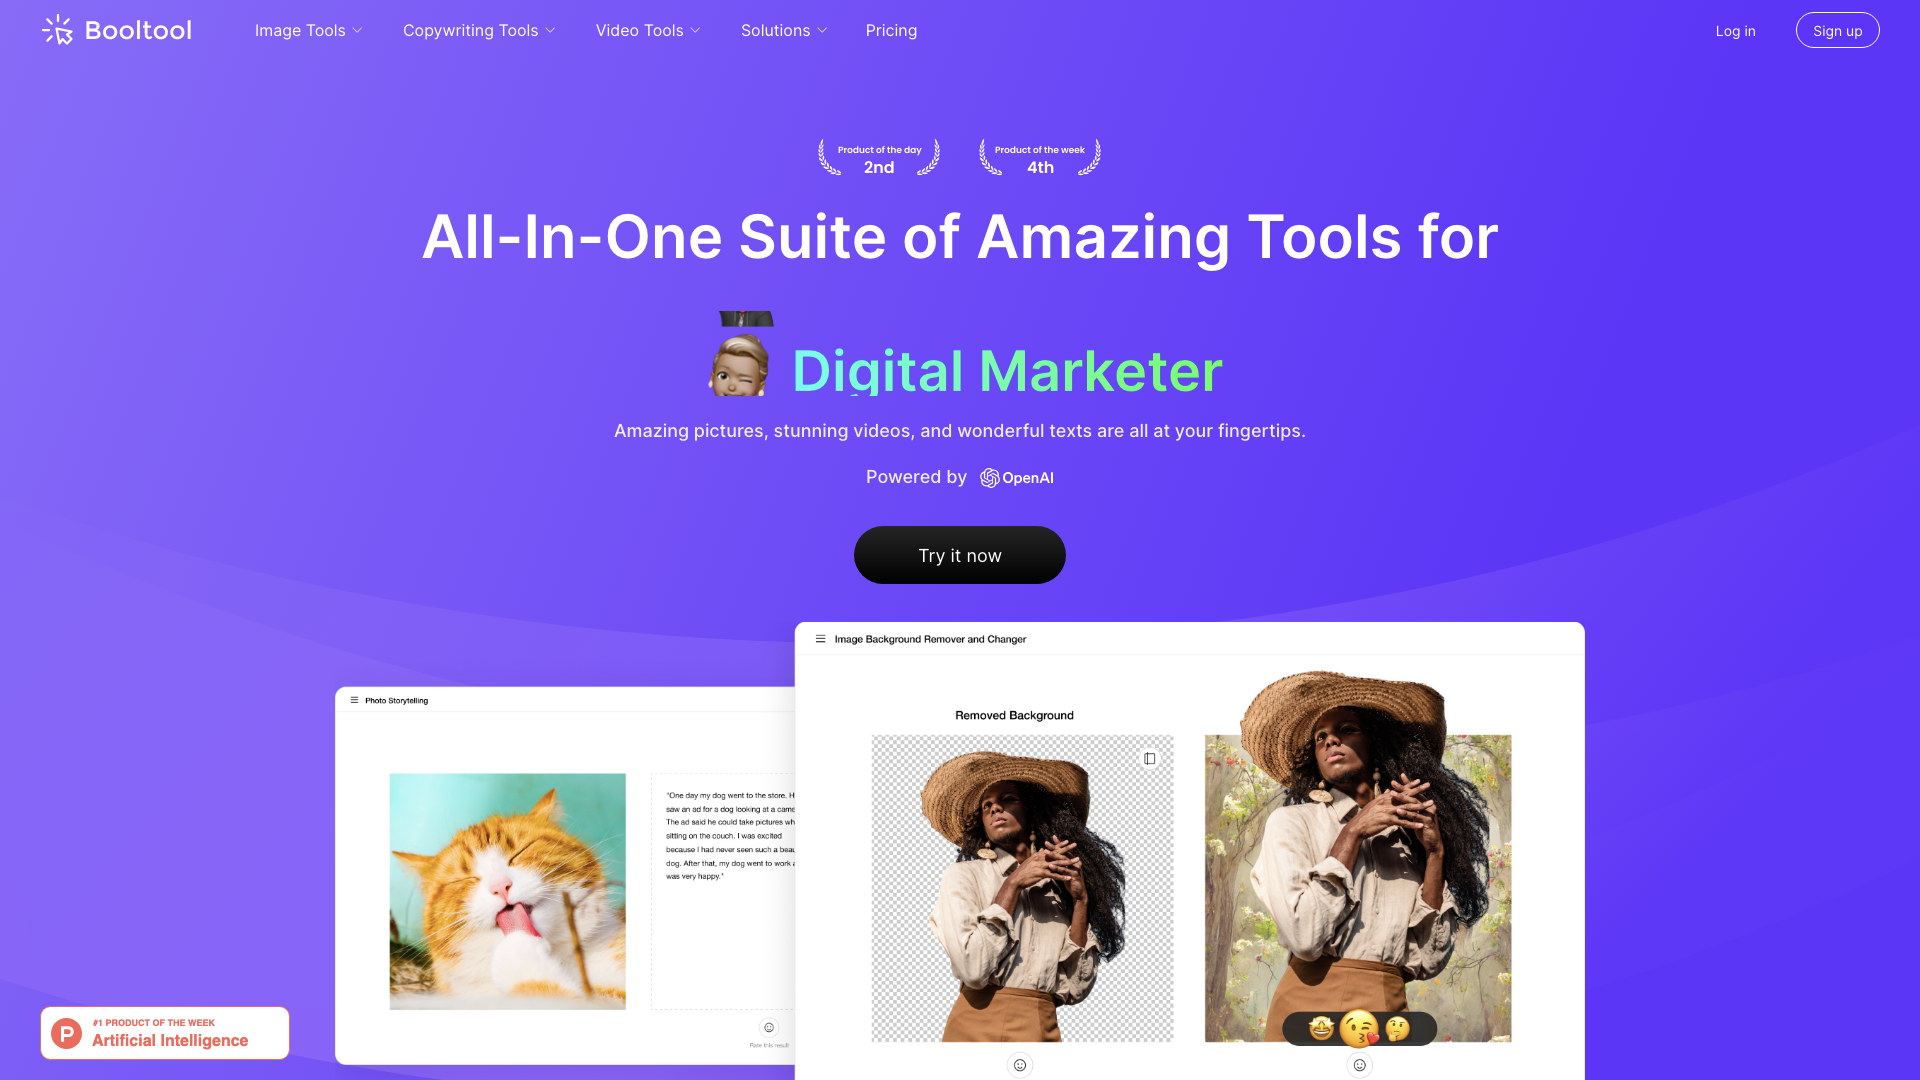 Booltool
Image Tools
Copywriting Tools
Video Tools
Solutions
Pricing
Log in
Sign up
Product of the day
2nd
Product of the week
4th
All-In-One Suite of Amazing Tools for
Digital Marketer
Amazing pictures, stunning videos, and wonderful texts are all at your fingertips.
Powered by OpenAI
Try it now
Image Background Remover and Changer
Removed Background
Photo Storytelling
"One day my dog went to the store. H
saw an ad for a dog looking at a came
The ad said he could take pictures wh
sitting on the couch. I was excited
because I had never seen such a beau
dog. After that, my dog went to work a
was very happy."
Rate this result
P
#1 PRODUCT OF THE WEEK
Artificial Intelligence